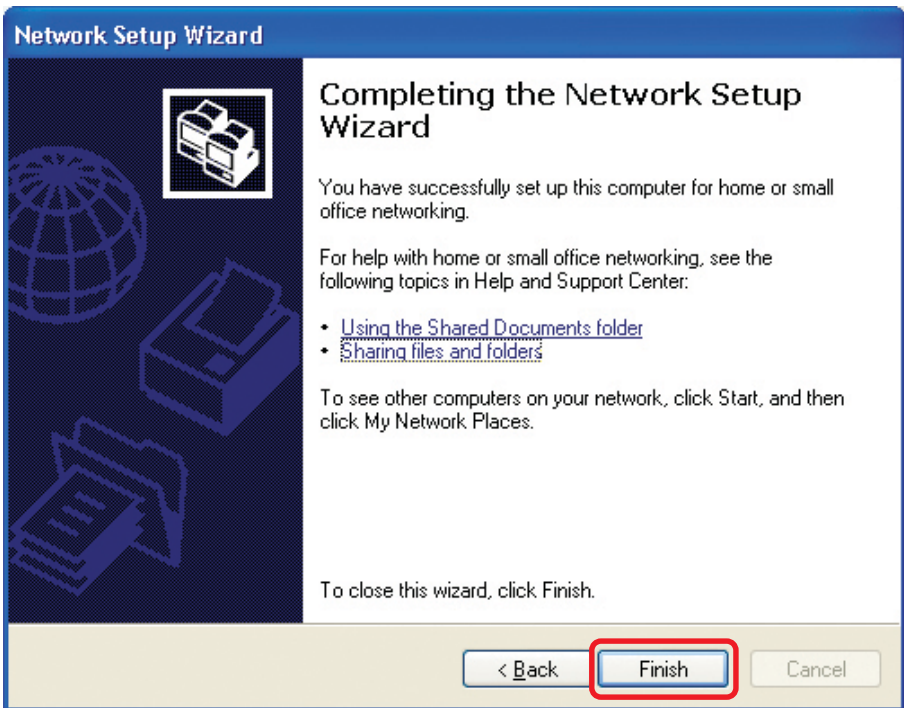 Network Setup Wizard
Completing the Network Setup
Wizard
You have successfully set up this computer for home or small
office networking.
For help with home or small office networking, see the
following topics in Help and Support Center:
• Using the Shared Documents folder
• Sharing files and folders
To see other computers on your network, click Start, and then
click My Network Places.
To close this wizard, click Finish.
< Back Finish Cancel